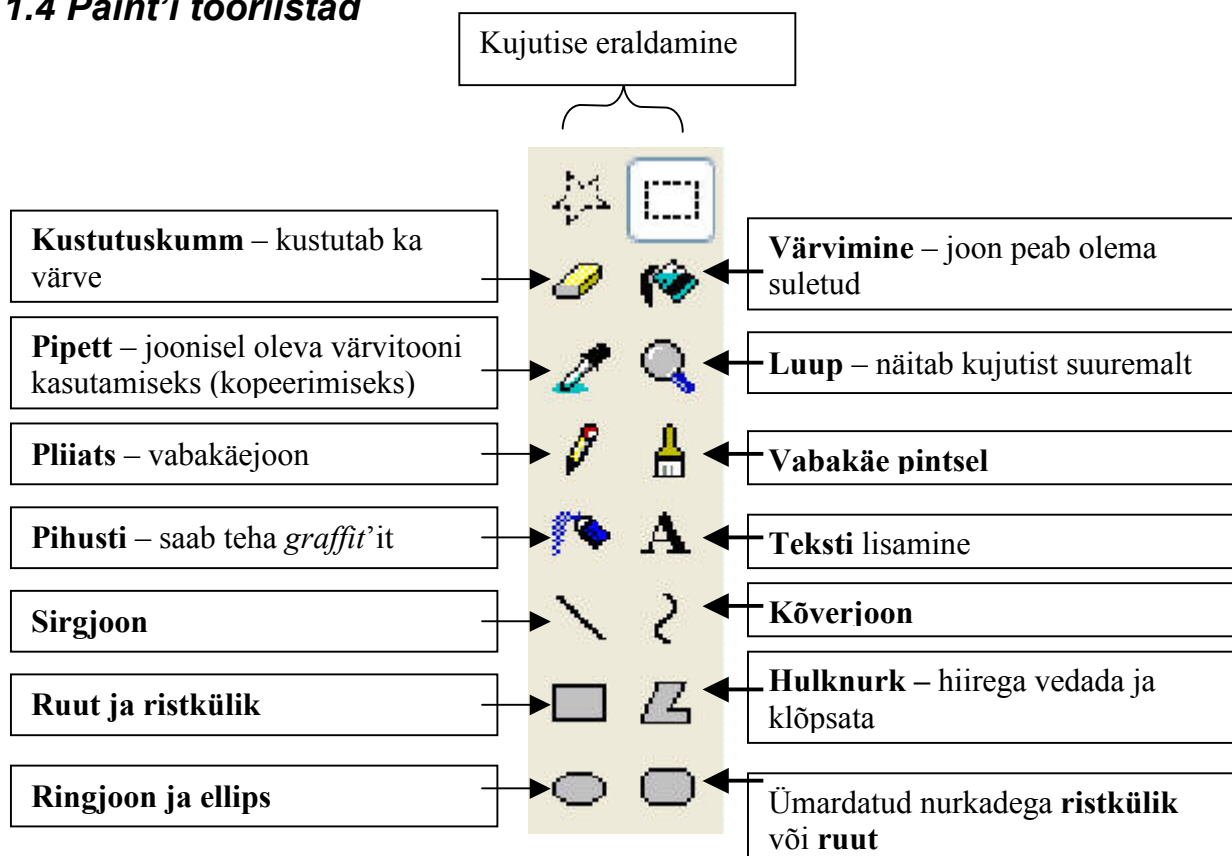 1.4 Paint’i tööriistad
Kujutise eraldamine
Kustutuskumm – kustutab ka
värve
Värvimine – joon peab olema
suletud
Pipett – joonisel oleva värvitooni
kasutamiseks (kopeerimiseks)
Luup – näitab kujutist suuremalt
Pliiats – vabakäejoon
Vabakäe pintsel
Pihusti – saab teha graffit’it
Teksti lisamine
Sirgjoon
Kõverjoon
Ruut ja ristkülik
Hulknurk – hiirega vedada ja
klõpsata
Ringjoon ja ellips
Ümardatud nurkadega ristkülik
või ruut